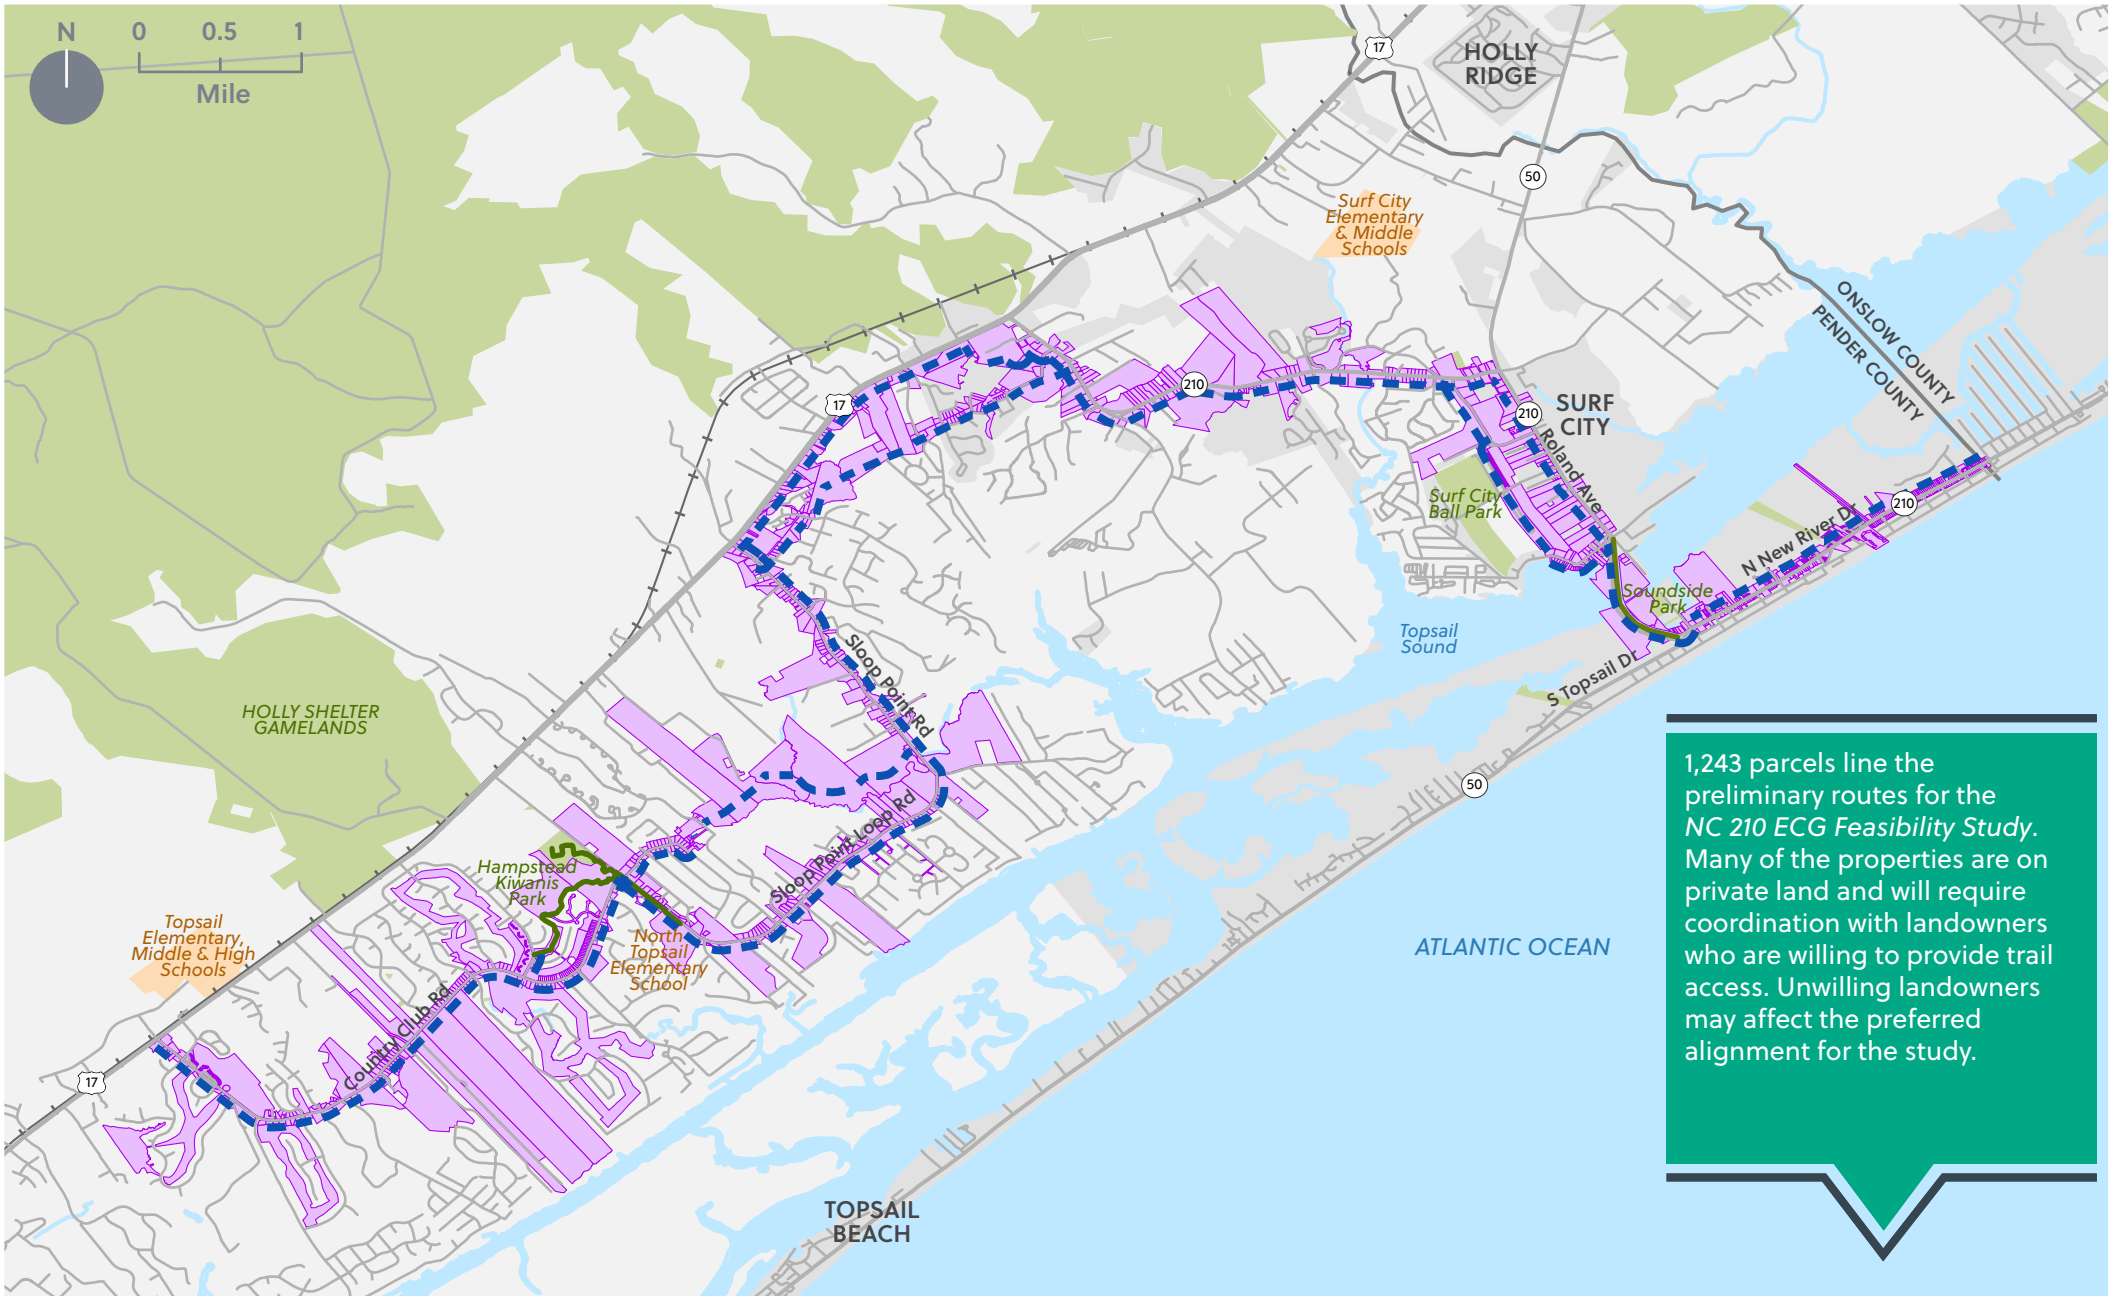 N
0 0.5 1
Mile
17
HOLLY
RIDGE
50
Surf City
Elementary
& Middle
Schools
ONSLOW COUNTY
PENDER COUNTY
17
210
210
SURF
CITY
Roland Ave
Surf City
Ball Park
210
N New River Dr
Soundside
Park
Topsail
Sound
S Topsail Dr
Sloop Point Rd
HOLLY SHELTER
GAMELANDS
50
Sloop Point Loop Rd
Hampstead
Kiwanis
Park
Topsail
Elementary,
Middle & High
Schools
North
Topsail
Elementary
School
ATLANTIC OCEAN
Country Club Rd
17
TOPSAIL
BEACH
1,243 parcels line the
preliminary routes for the
NC 210 ECG Feasibility Study.
Many of the properties are on
private land and will require
coordination with landowners
who are willing to provide trail
access. Unwilling landowners
may affect the preferred
alignment for the study.